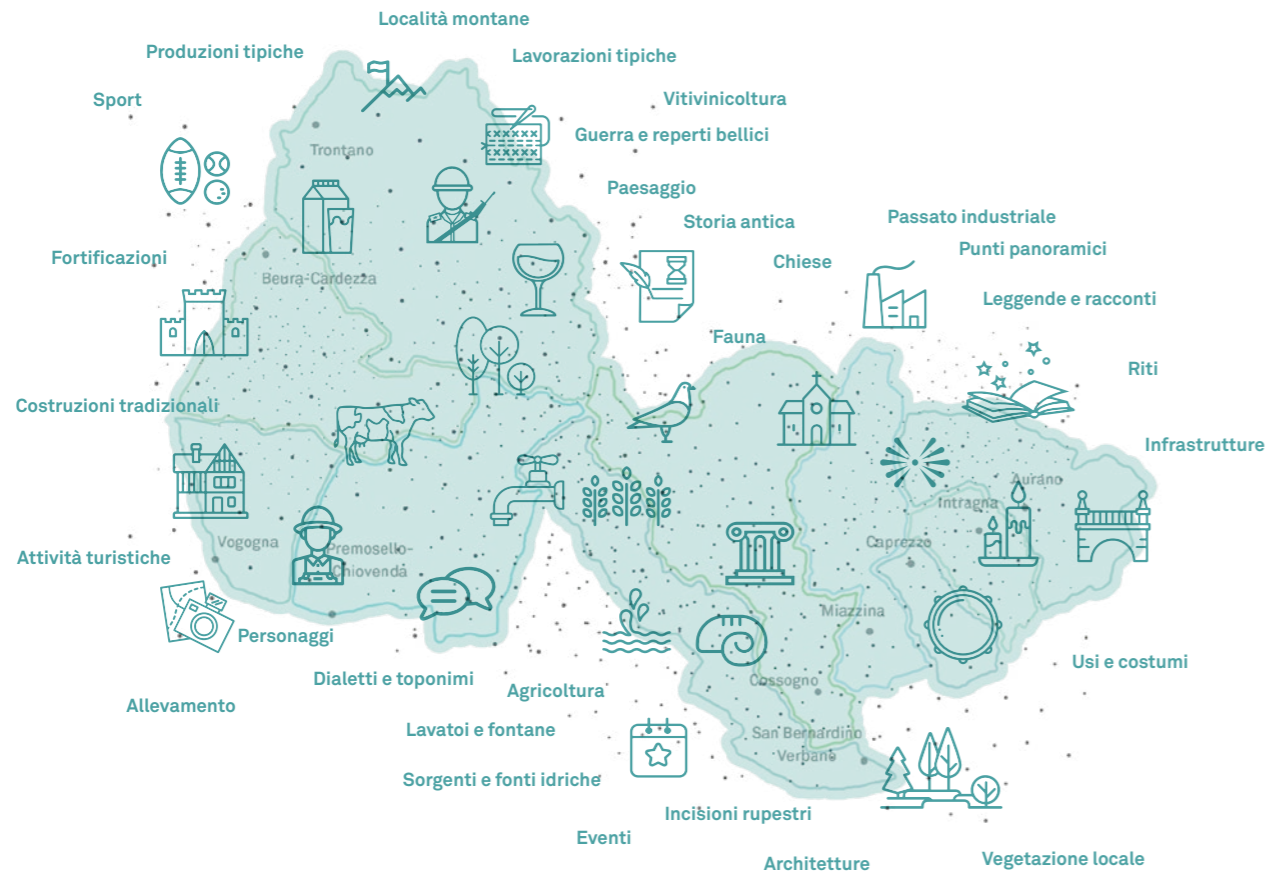 Località montane
Produzioni tipiche
Lavorazioni tipiche
Sport
Vitivinicoltura
Guerra e reperti bellici
Trontano
Paesaggio
Storia antica
Passato industriale
Punti panoramici
Fortificazioni
Chiese
Beura-Cardezza
Leggende e racconti
Fauna
Riti
Costruzioni tradizionali
Infrastrutture
Aurano
Intragna
Vogogna
Premosello-
Chiovenda
Caprezzo
Attività turistiche
Miazzina
Personaggi
Usi e costumi
Dialetti e toponimi
Cossogno
Agricoltura
Allevamento
Lavatoi e fontane
San Bernardino
Verbano
Sorgenti e fonti idriche
Incisioni rupestri
Eventi
Architetture
Vegetazione locale